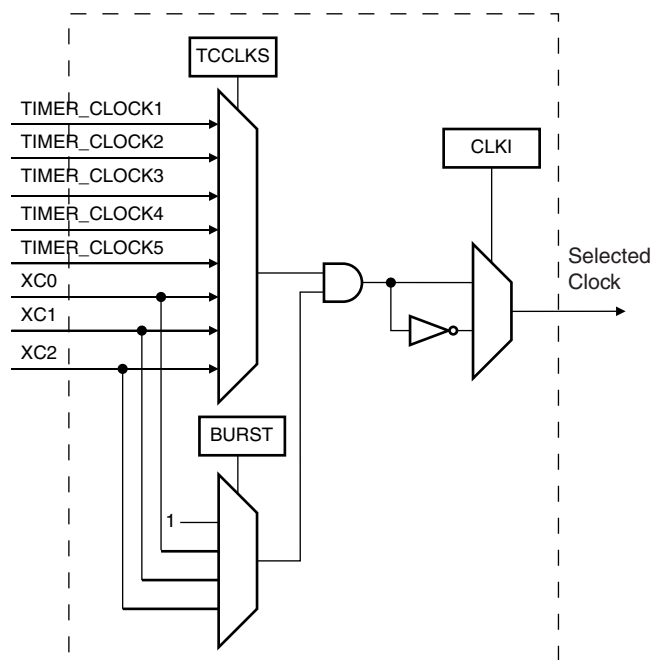 TCCLKS
TIMER_CLOCK1
TIMER_CLOCK2
CLKI
TIMER_CLOCK3
TIMER_CLOCK4
TIMER_CLOCK5
Selected
Clock
XC0
XC1
XC2
BURST
1